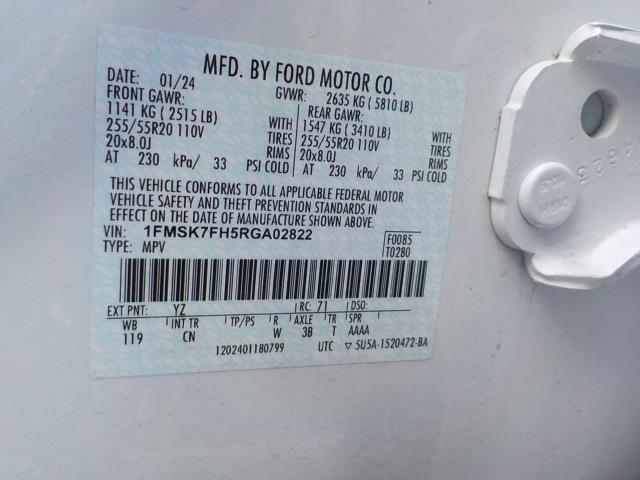 MFD. BY FORD MOTOR CO.
DATE: 01/24 GVWR: 2635 KG ( 5810 LB)
FRONT GAWR: REAR GAWR:
1141 KG ( 2515 LB) WITH 1547 KG ( 3410 LB) WITH
255/55R20 110V TIRES 255/55R20 110V TIRES
20x8.0J RIMS 20x8.0J RIMS
AT 230 kPa/ 33 PSI COLD AT 230 kPa/ 33 PSI COLD
THIS VEHICLE CONFORMS TO ALL APPLICABLE FEDERAL MOTOR
VEHICLE SAFETY AND THEFT PREVENTION STANDARDS IN
EFFECT ON THE DATE OF MANUFACTURE SHOWN ABOVE.
VIN: 1FMSK7FH5RGA02822 F0085
TYPE: MPV T0280
EXT PNT: YZ RC: 71 DSO:
WB INT TR TP/PS R AXLE TR SPR
119 CN W 3B T AAAA
1202401180799 UTC ▽ 5U5A-1520472-BA